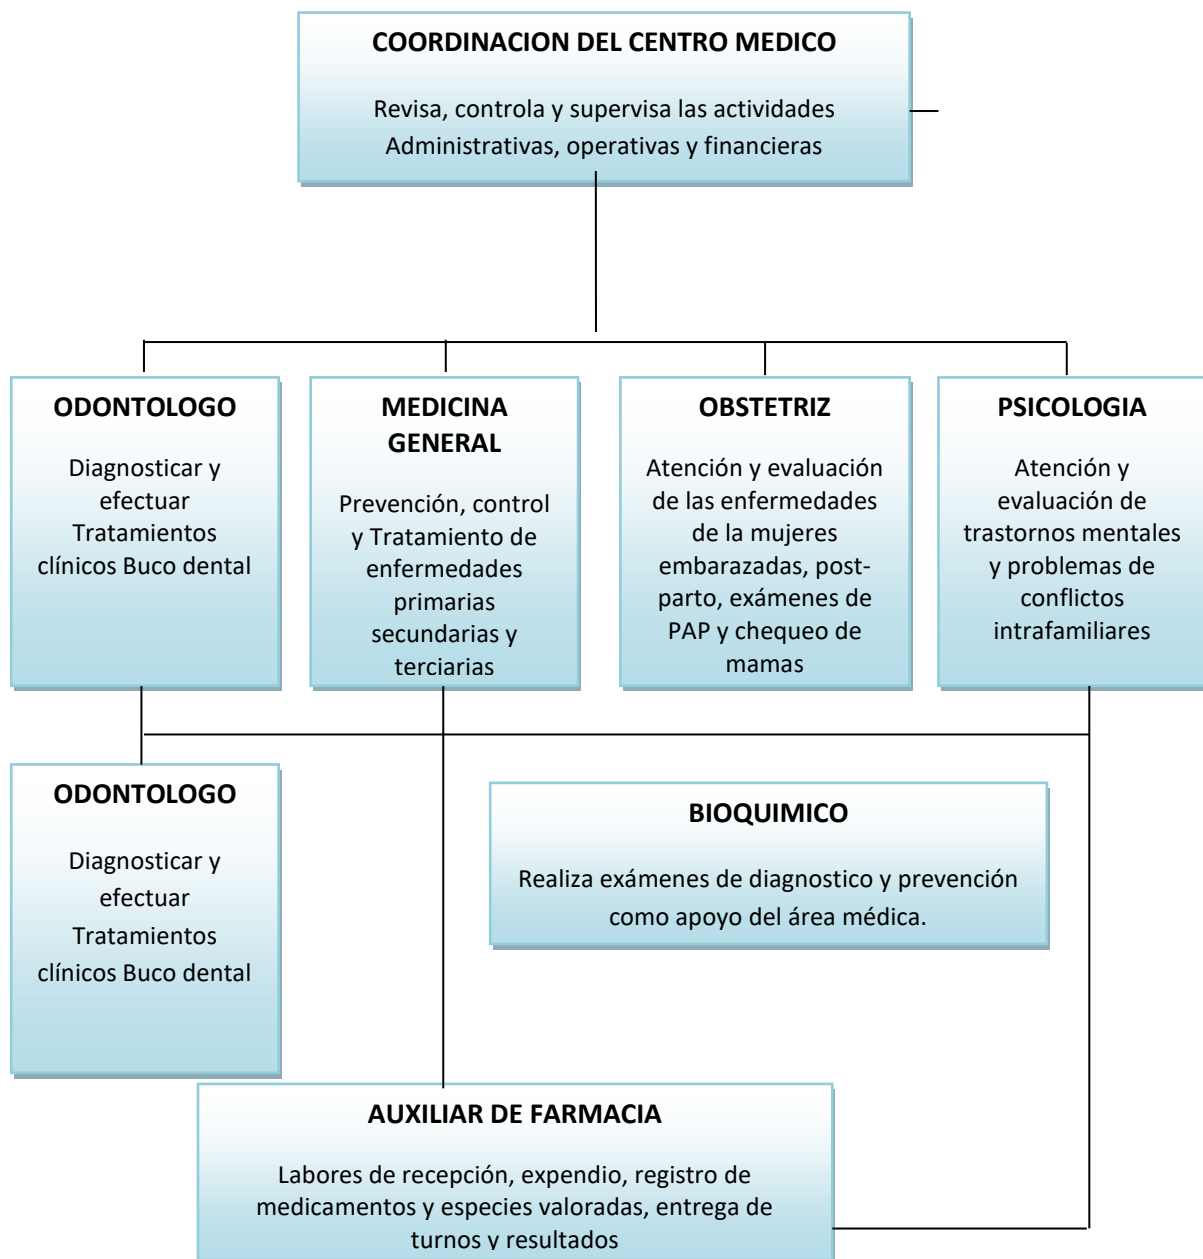 COORDINACION DEL CENTRO MEDICO
Revisa, controla y supervisa las actividades
Administrativas, operativas y financieras
ODONTOLOGO
Diagnosticar y
efectuar
Tratamientos
clínicos Buco dental
MEDICINA
GENERAL
Prevención, control
y Tratamiento de
enfermedades
primarias
secundarias y
terciarias
OBSTETRIZ
Atención y evaluación
de las enfermedades
de la mujeres
embarazadas, post-
parto, exámenes de
PAP y chequeo de
mamas
PSICOLOGIA
Atención y
evaluación de
trastornos mentales
y problemas de
conflictos
intrafamiliares
ODONTOLOGO
Diagnosticar y
efectuar
Tratamientos
clínicos Buco dental
BIOQUIMICO
Realiza exámenes de diagnostico y prevención
como apoyo del área médica.
AUXILIAR DE FARMACIA
Labores de recepción, expendio, registro de
medicamentos y especies valoradas, entrega de
turnos y resultados